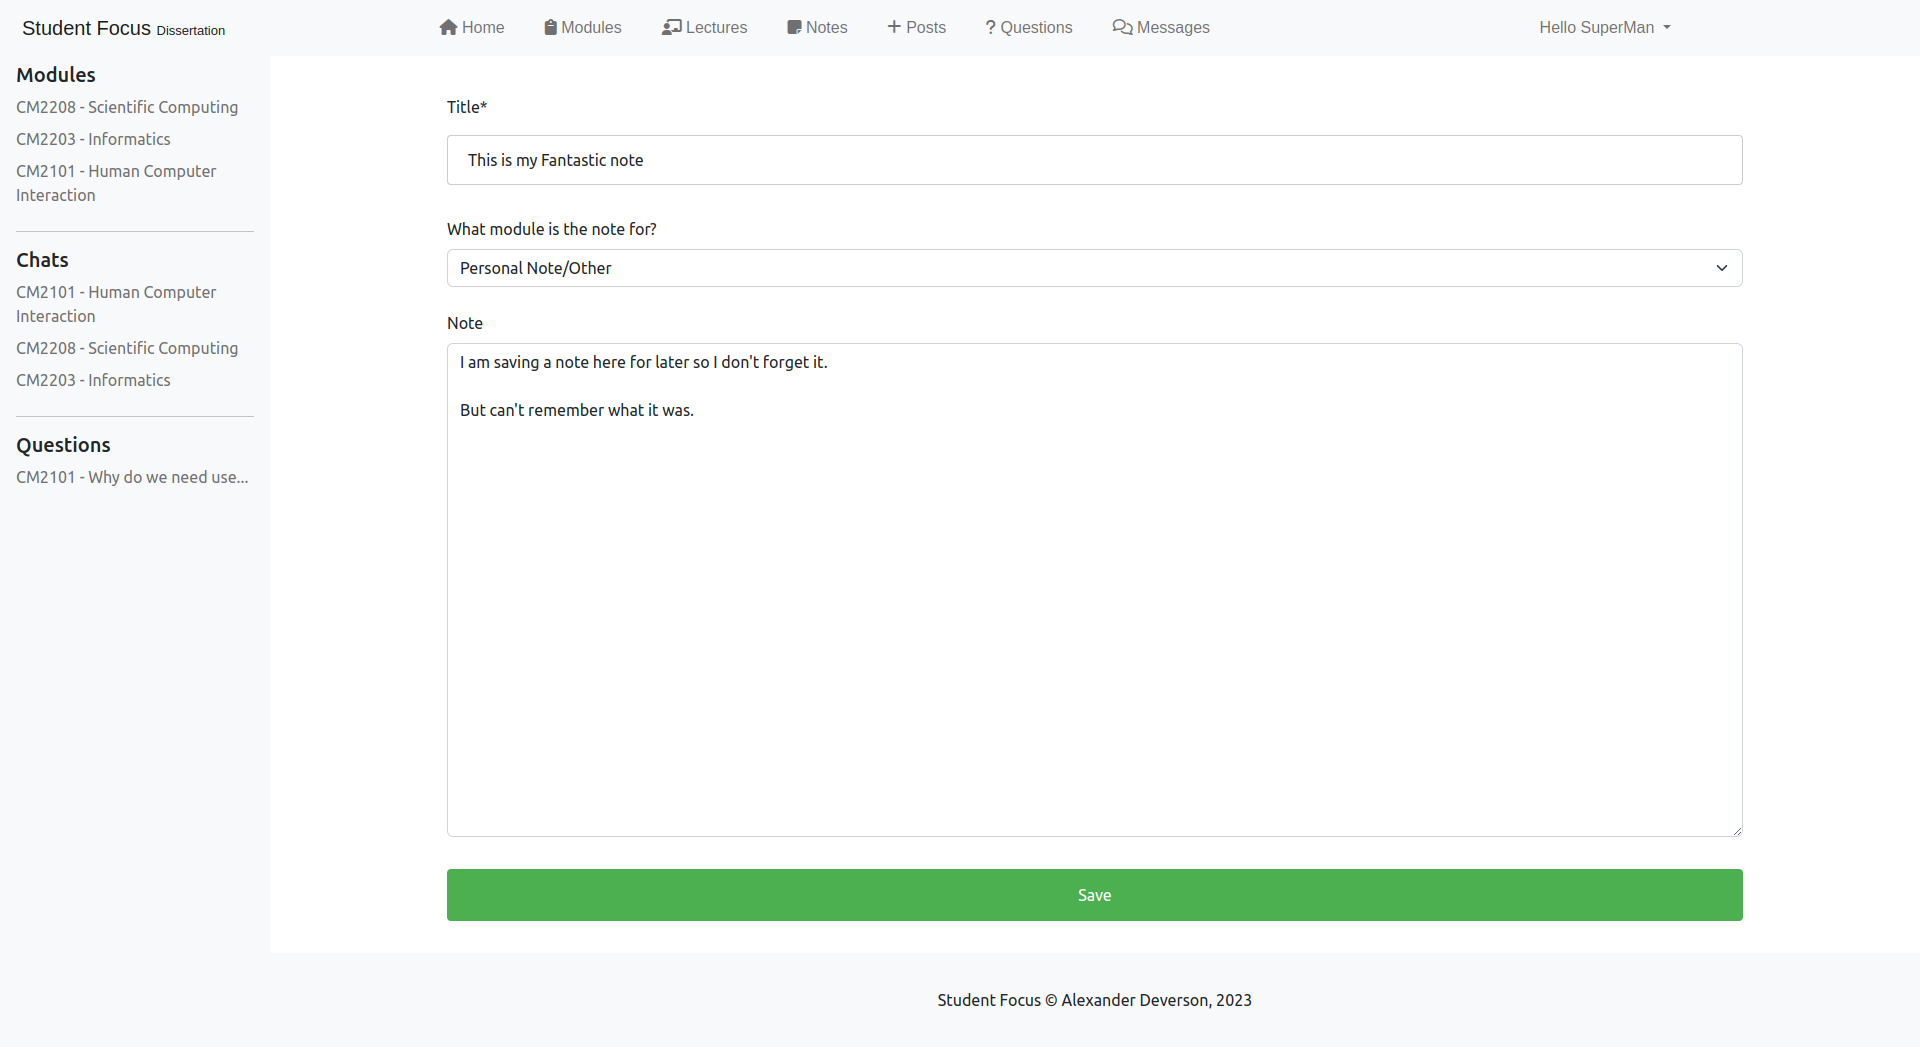 Student Focus Dissertation
Home Modules Lectures Notes Posts Questions Messages
Hello SuperMan
Modules
CM2208 - Scientific Computing
CM2203 - Informatics
CM2101 - Human Computer
Interaction
Chats
CM2101 - Human Computer
Interaction
CM2208 - Scientific Computing
CM2203 - Informatics
Questions
CM2101 - Why do we need use...
Title*
This is my Fantastic note
What module is the note for?
Personal Note/Other
Note
I am saving a note here for later so I don't forget it.
But can't remember what it was.
Save
Student Focus © Alexander Deverson, 2023